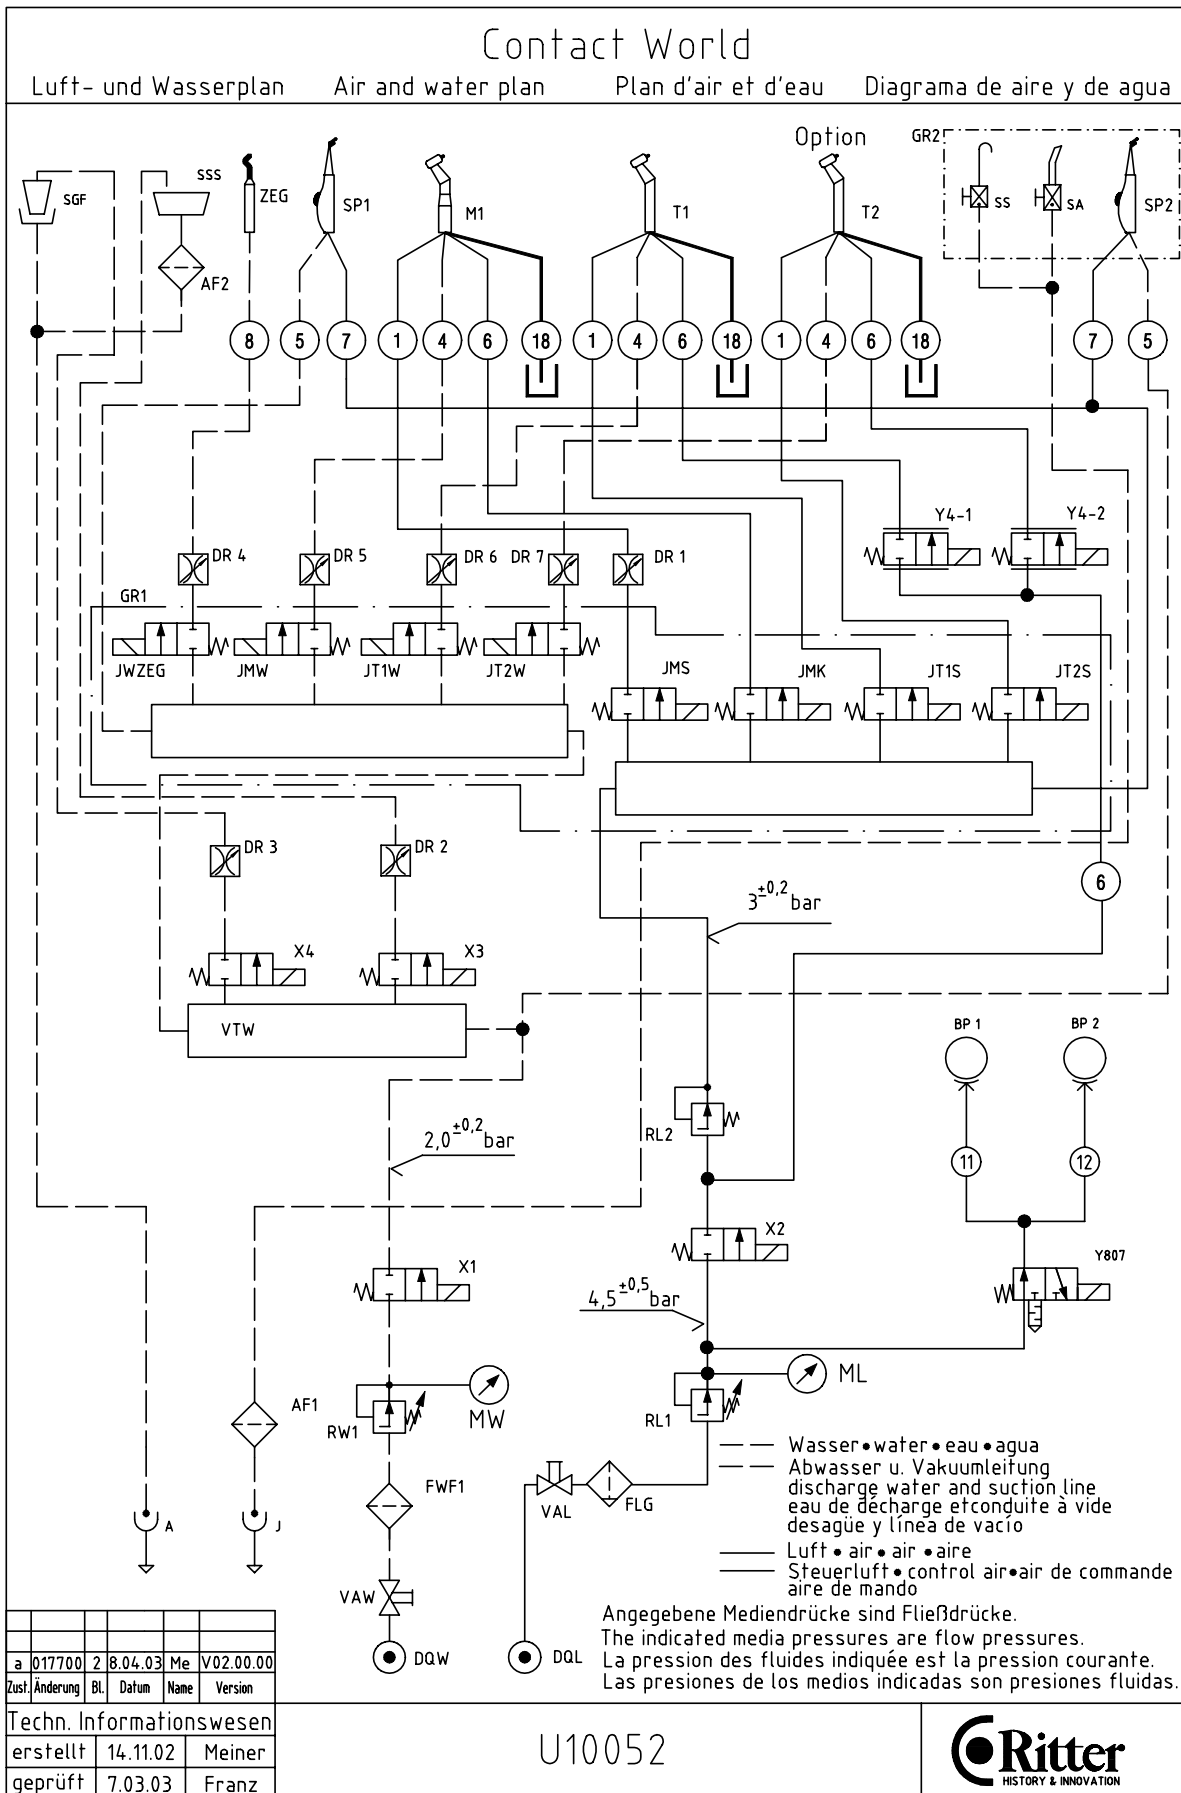 Contact World
Luft- und Wasserplan Air and water plan Plan d'air et d'eau Diagrama de aire y de agua
Option
GR2
SGF SSS ZEG SP1 M1 T1 T2 SS SA SP2
AF2
8 5 7 1 4 6 18 1 4 6 18 1 4 6 18 7 5
Y4-1 Y4-2
DR 4 DR 5 DR 6 DR 7 DR 1
GR1
JWZEG JMW JT1W JT2W JMS JMK JT1S JT2S
DR 3 DR 2
6
3±0,2 bar
X4 X3
VTW
BP 1 BP 2
2,0±0,2 bar
RL2
11 12
X2
Y807
X1
4,5±0,5 bar
ML
AF1
RW1 MW RL1
Wasser•water•eau•agua
Abwasser u. Vakuumleitung
discharge water and suction line
eau de décharge etconduite à vide
desagüe y línea de vacío
FWF1
VAL FLG
A J
Luft•air•air•aire
Steuerluft•control air•air de commande
aire de mando
VAW
Angegebene Mediendrücke sind Fließdrücke.
The indicated media pressures are flow pressures.
La pression des fluides indiquée est la pression courante.
Las presiones de los medios indicadas son presiones fluidas.
DQW DQL
a 017700 2 8.04.03 Me V02.00.00
Zust. Änderung Bl. Datum Name Version
Techn. Informationswesen
erstellt 14.11.02 Meiner
geprüft 7.03.03 Franz
U10052
Ritter
HISTORY & INNOVATION